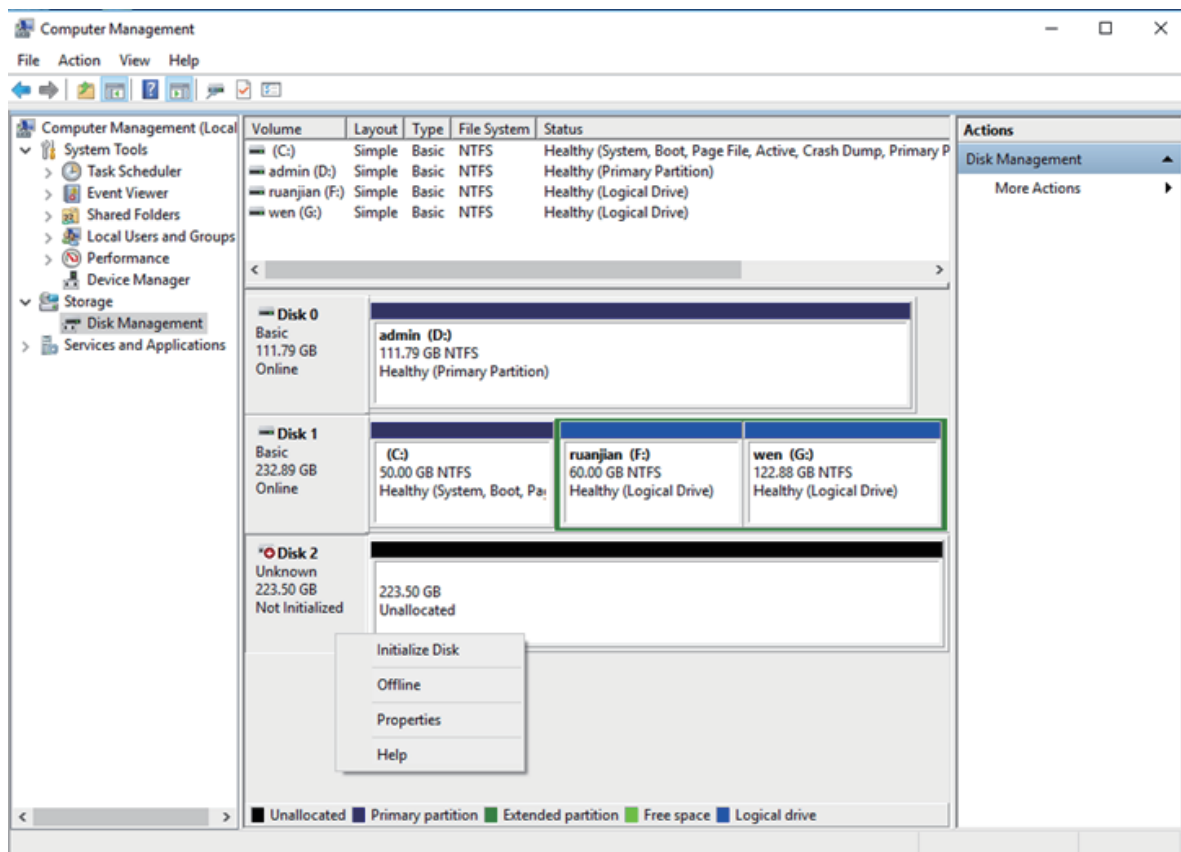 Computer Management
File Action View Help
Computer Management (Local
System Tools
Task Scheduler
Event Viewer
Shared Folders
Local Users and Groups
Performance
Device Manager
Storage
Disk Management
Services and Applications
Volume Layout Type File System Status
(C:) Simple Basic NTFS Healthy (System, Boot, Page File, Active, Crash Dump, Primary P
admin (D:) Simple Basic NTFS Healthy (Primary Partition)
ruanjian (F:) Simple Basic NTFS Healthy (Logical Drive)
wen (G:) Simple Basic NTFS Healthy (Logical Drive)
Disk 0
Basic
111.79 GB
Online
admin (D:)
111.79 GB NTFS
Healthy (Primary Partition)
Disk 1
Basic
232.89 GB
Online
(C:)
50.00 GB NTFS
Healthy (System, Boot, Pa
ruanjian (F:)
60.00 GB NTFS
Healthy (Logical Drive)
wen (G:)
122.88 GB NTFS
Healthy (Logical Drive)
Disk 2
Unknown
223.50 GB
Not Initialized
223.50 GB
Unallocated
Initialize Disk
Offline
Properties
Help
Unallocated Primary partition Extended partition Free space Logical drive
Actions
Disk Management
More Actions